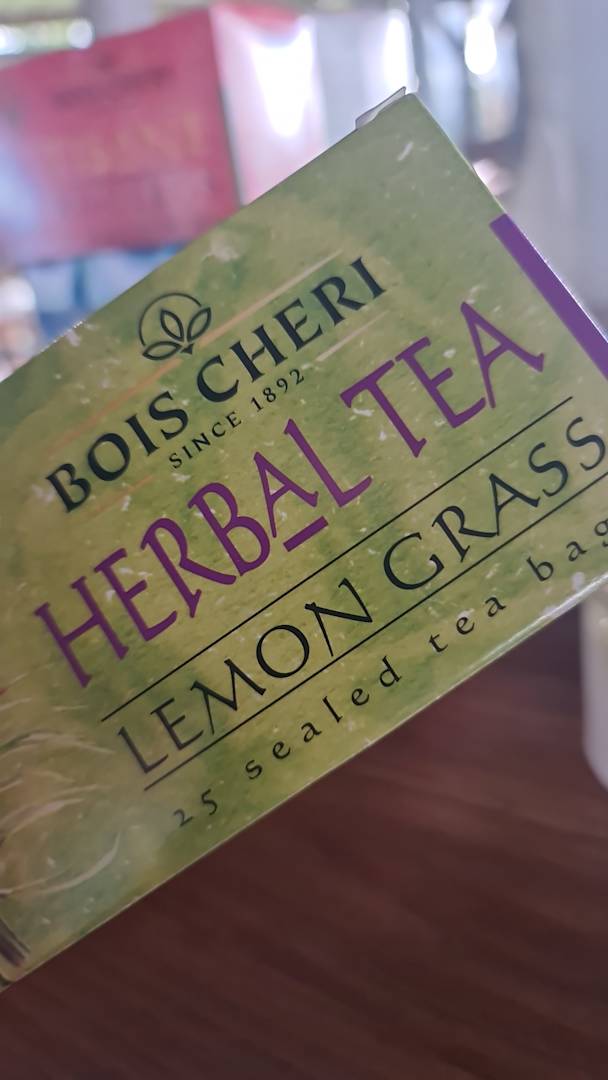 BOIS CHERI
SINCE 1892
HERBAL TEA
LEMON GRASS
25 sealed tea bag